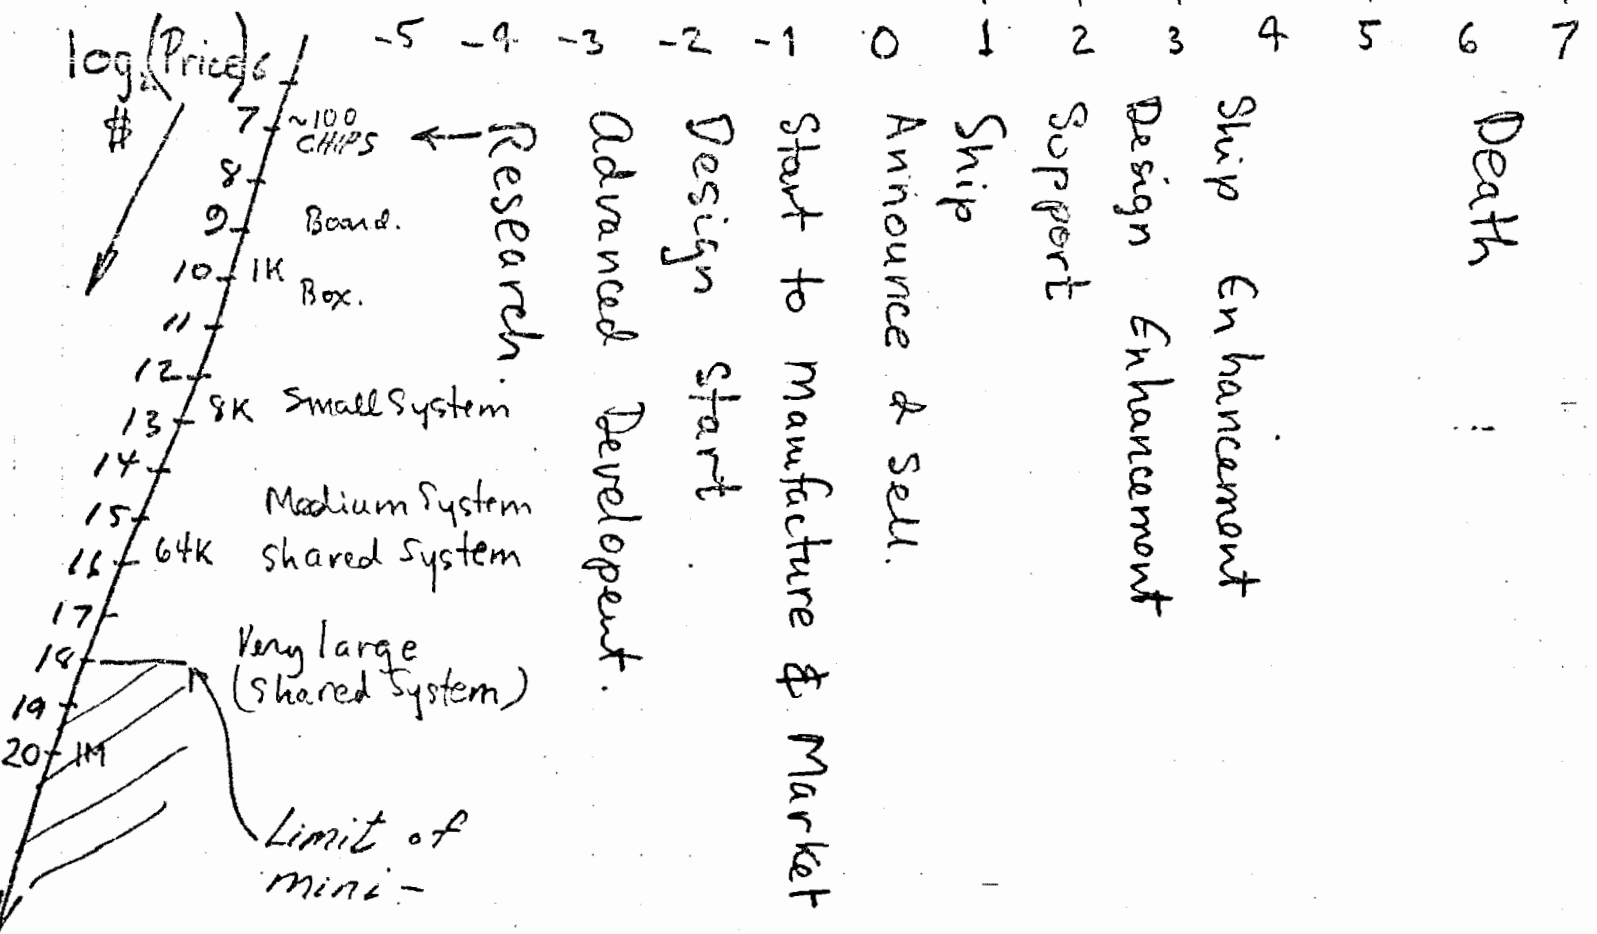 log₂(Price) 6
$
-5 -4 -3 -2 -1 0 1 2 3 4 5 6 7
7 ~100
CHIPS
8
9 Board.
10 1K
Box.
11
12
13 8K Small System
14
15 Medium System
16 64K Shared System
17
18 Very large
(Shared System)
19
20 1M
Limit of
mini-
← Research.
Advanced Developent.
Design Start
Start to Manufacture & Market
Announce & Sell.
Ship
Support
Design Enhancement
Ship Enhancement
...
Death